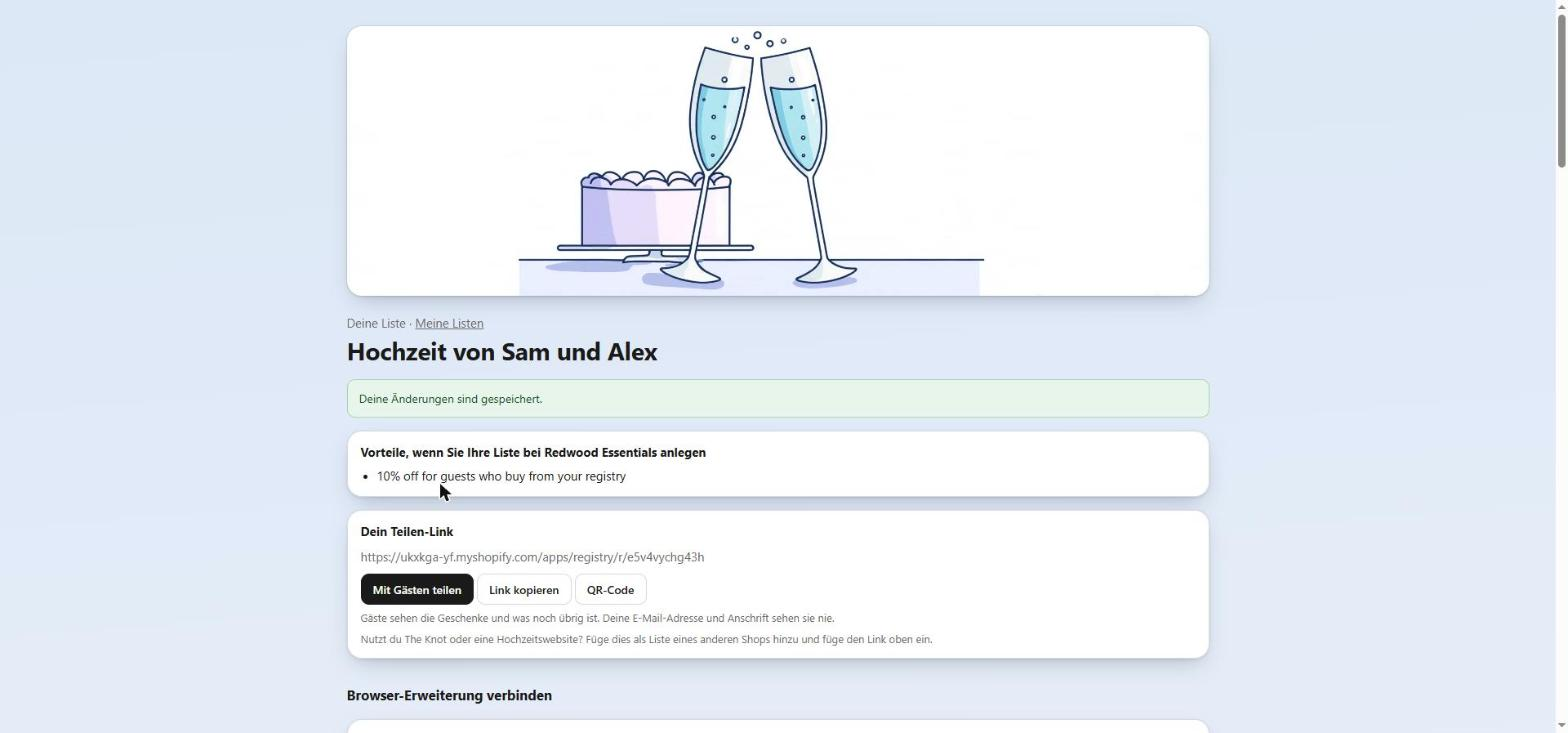 Deine Liste · Meine Listen
Hochzeit von Sam und Alex
Deine Änderungen sind gespeichert.
Vorteile, wenn Sie Ihre Liste bei Redwood Essentials anlegen
• 10% off for guests who buy from your registry
Dein Teilen-Link
https://ukxkga-yf.myshopify.com/apps/registry/r/e5v4vychg43h
Mit Gästen teilen Link kopieren QR-Code
Gäste sehen die Geschenke und was noch übrig ist. Deine E-Mail-Adresse und Anschrift sehen sie nie.
Nutzt du The Knot oder eine Hochzeitswebsite? Füge dies als Liste eines anderen Shops hinzu und füge den Link oben ein.
Browser-Erweiterung verbinden